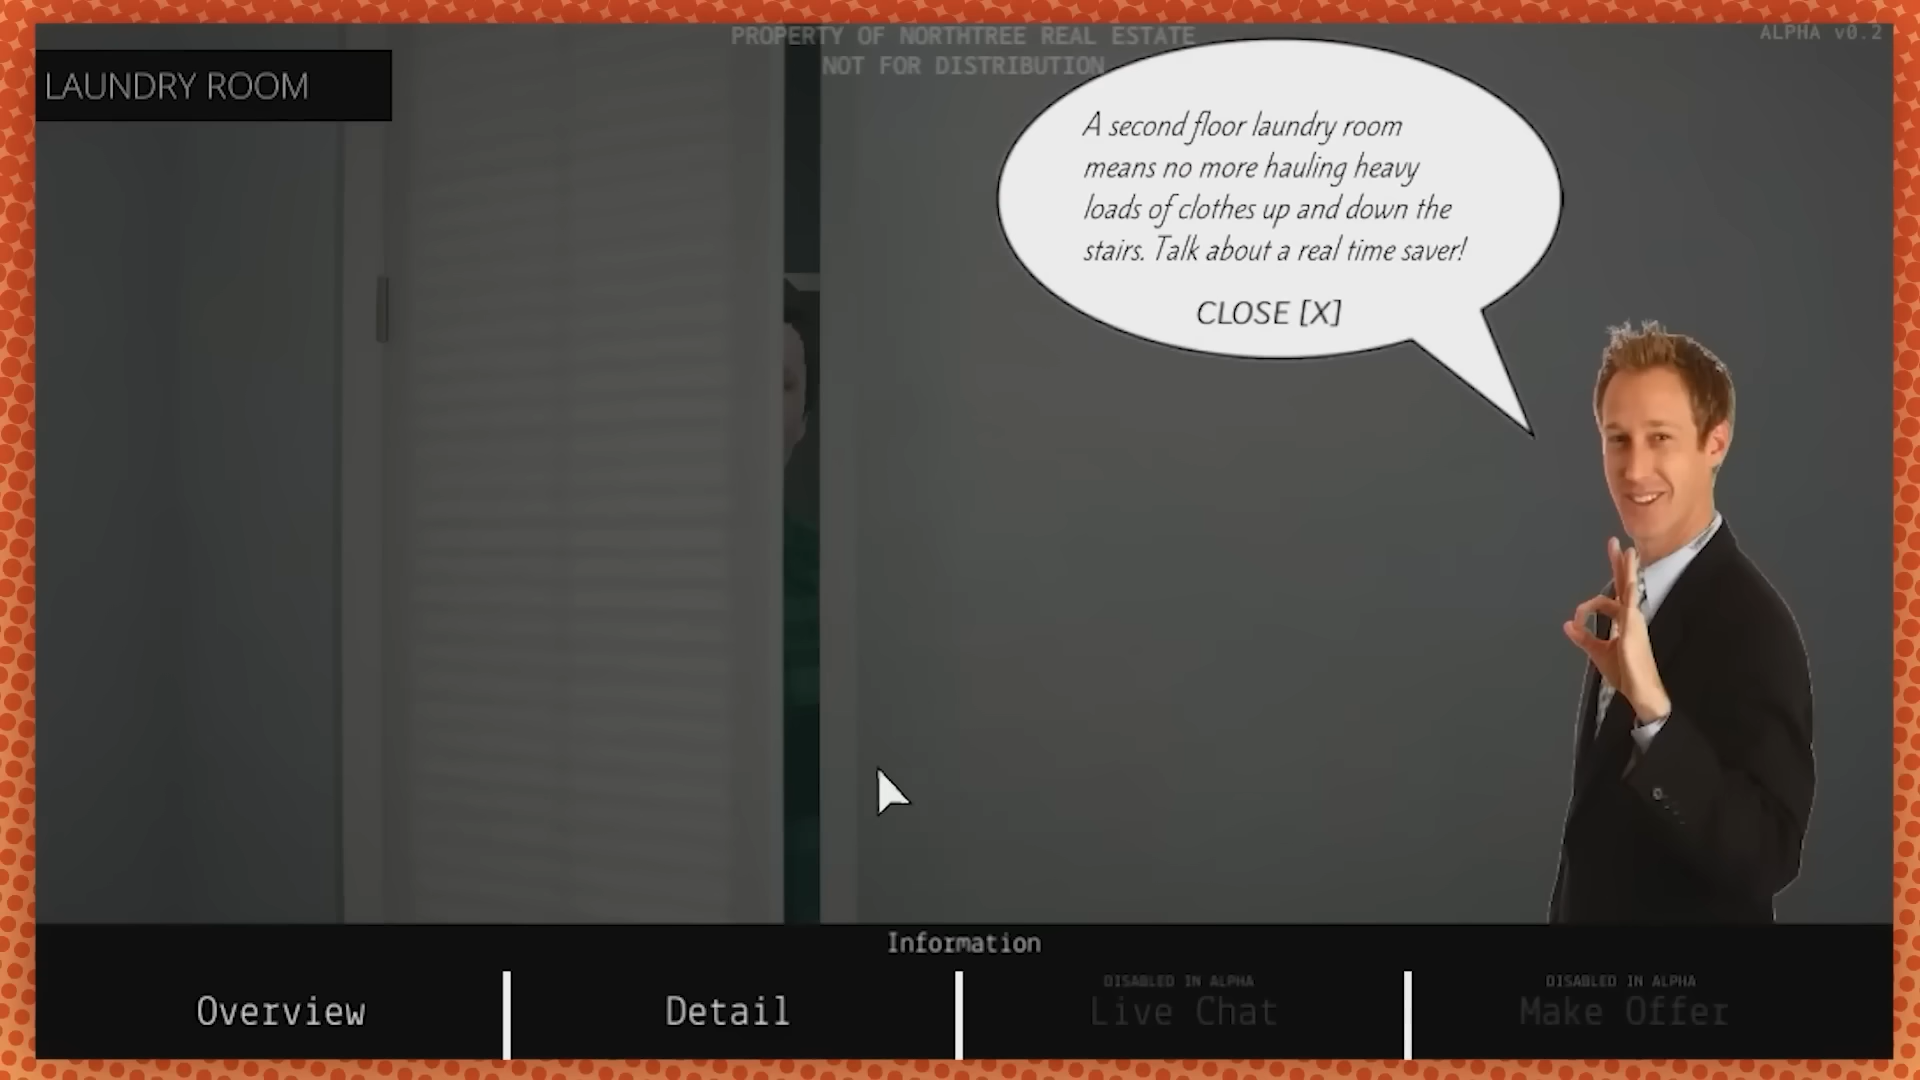 PROPERTY OF NORTHTREE REAL ESTATE
NOT FOR DISTRIBUTION
ALPHA v0.2
LAUNDRY ROOM
A second floor laundry room
means no more hauling heavy
loads of clothes up and down the
stairs. Talk about a real time saver!
CLOSE [X]
Information
Overview
Detail
DISABLED IN ALPHA
Live Chat
DISABLED IN ALPHA
Make Offer